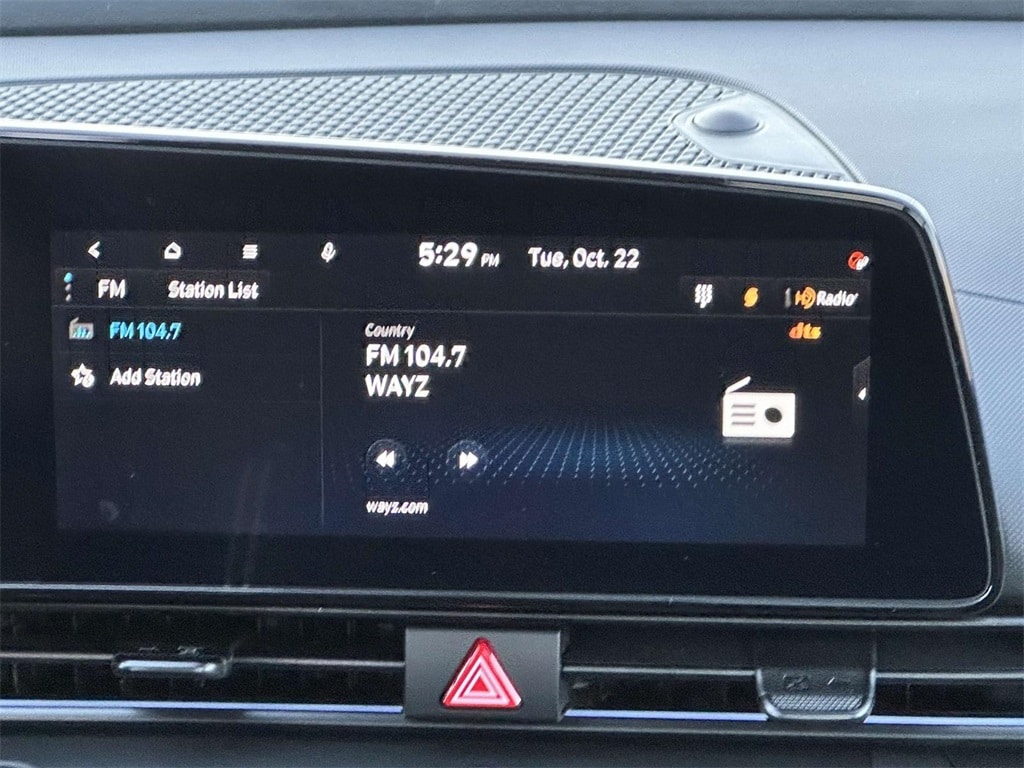 5:29 PM Tue, Oct. 22
FM Station List
HD Radio
FM 104.7
dts
Add Station
Country
FM 104.7
WAYZ
wayz.com